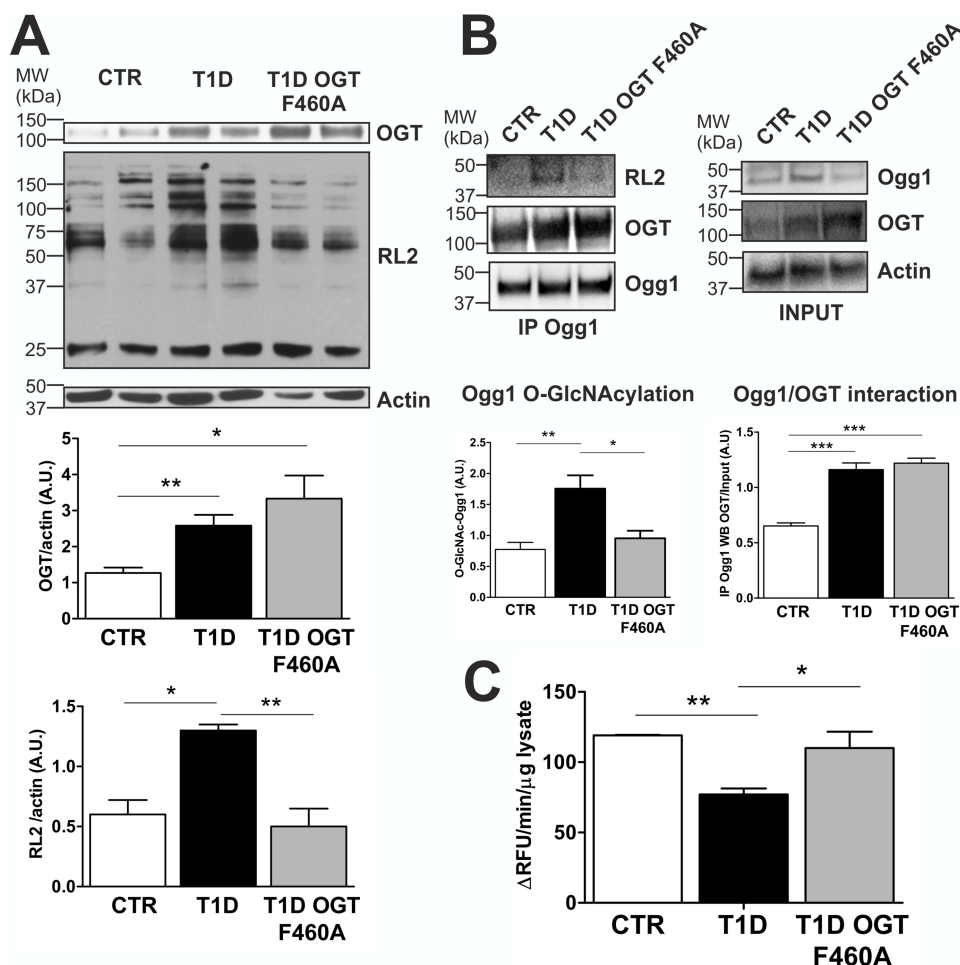 A
MW
(kDa)
CTR T1D T1D OGT
F460A
150
100
OGT
150
100
75
50
37
25
RL2
50
37
Actin
5
4
3
2
1
0
OGT/actin (A.U.)
*
**
CTR T1D T1D OGT
F460A
1.5
1.0
0.5
0.0
RL2 /actin (A.U.)
* **
CTR T1D T1D OGT
F460A
B
MW
(kDa)
CTR
T1D
T1D OGT F460A
50
37
RL2
150
100
OGT
50
37
Ogg1
IP Ogg1
MW
(kDa)
CTR
T1D
T1D OGT F460A
50
37
Ogg1
150
100
OGT
50
37
Actin
INPUT
Ogg1 O-GlcNAcylation
2.5
2.0
1.5
1.0
0.5
0.0
O-GlcNAc-Ogg1 (A.U.)
** *
CTR T1D T1D OGT
F460A
Ogg1/OGT interaction
1.5
1.0
0.5
0.0
IP Ogg1 WB OGT/Input (A.U)
***
***
CTR T1D T1D OGT
F460A
C
150
100
50
0
ΔRFU/min/µg lysate
** *
CTR T1D T1D OGT
F460A